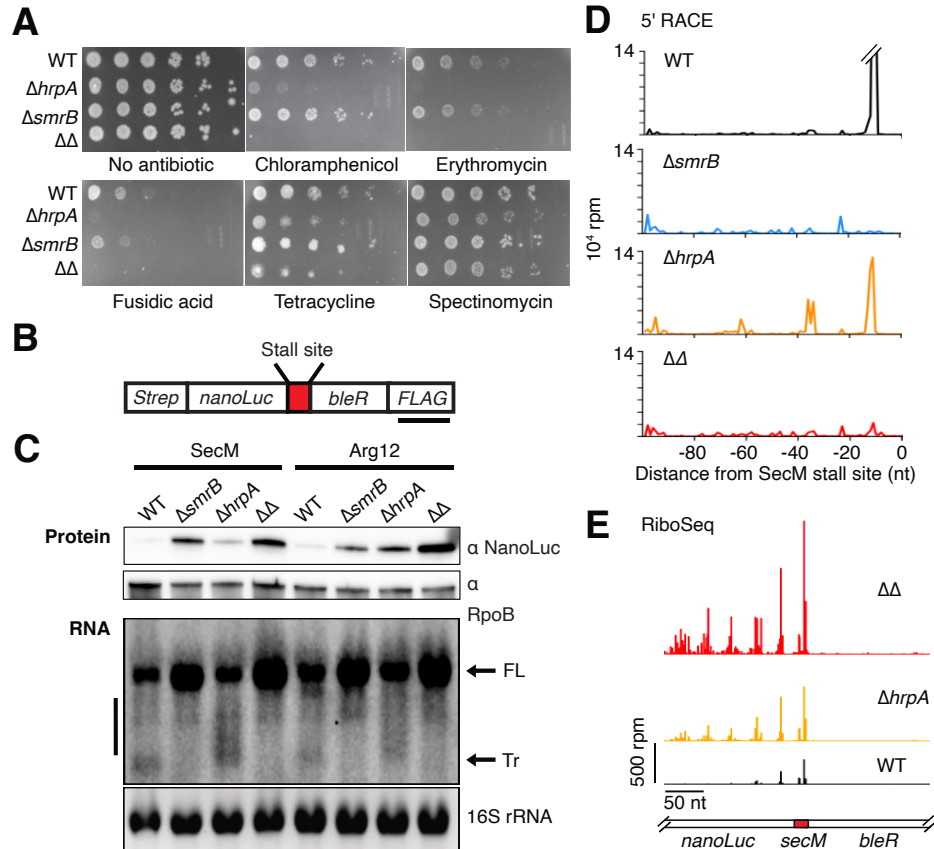 A
WT
ΔhrpA
ΔsmrB
ΔΔ
No antibiotic
Chloramphenicol
Erythromycin
WT
ΔhrpA
ΔsmrB
ΔΔ
Fusidic acid
Tetracycline
Spectinomycin
B
Stall site
Strep nanoLuc bleR FLAG
C
SecM Arg12
WT ΔsmrB ΔhrpA ΔΔ WT ΔsmrB ΔhrpA ΔΔ
Protein
α NanoLuc
α
RpoB
RNA
FL
Tr
16S rRNA
D
5' RACE
14
WT
14
ΔsmrB
10⁴ rpm
14
ΔhrpA
14
ΔΔ
-80 -60 -40 -20 0
Distance from SecM stall site (nt)
E
RiboSeq
ΔΔ
ΔhrpA
500 rpm
WT
50 nt
nanoLuc secM bleR